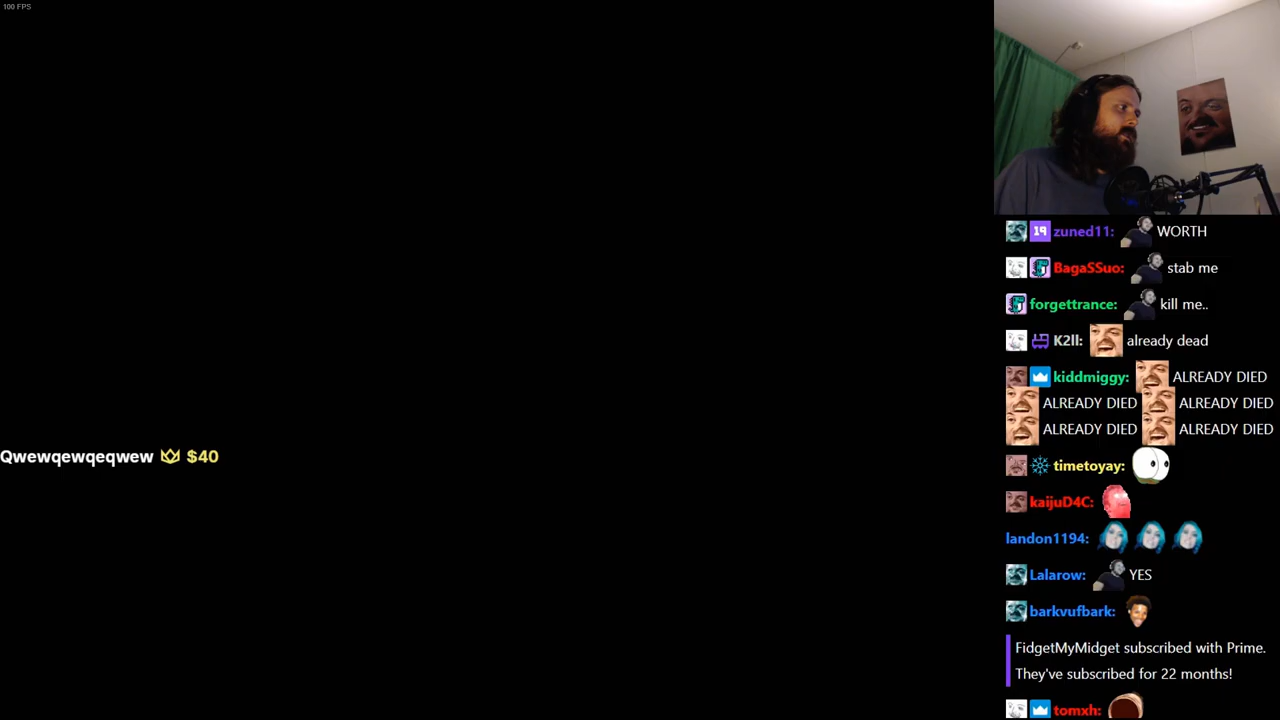 100 FPS
19 zuned11: WORTH
BagaSSuo: stab me
forgettrance: kill me..
K2ll: already dead
kiddmiggy: ALREADY DIED
ALREADY DIED ALREADY DIED
ALREADY DIED ALREADY DIED
Qwewqewqeqwew $40
timetoyay:
kaijuD4C:
landon1194:
Lalarow: YES
barkvufbark:
FidgetMyMidget subscribed with Prime.
They've subscribed for 22 months!
tomxh: